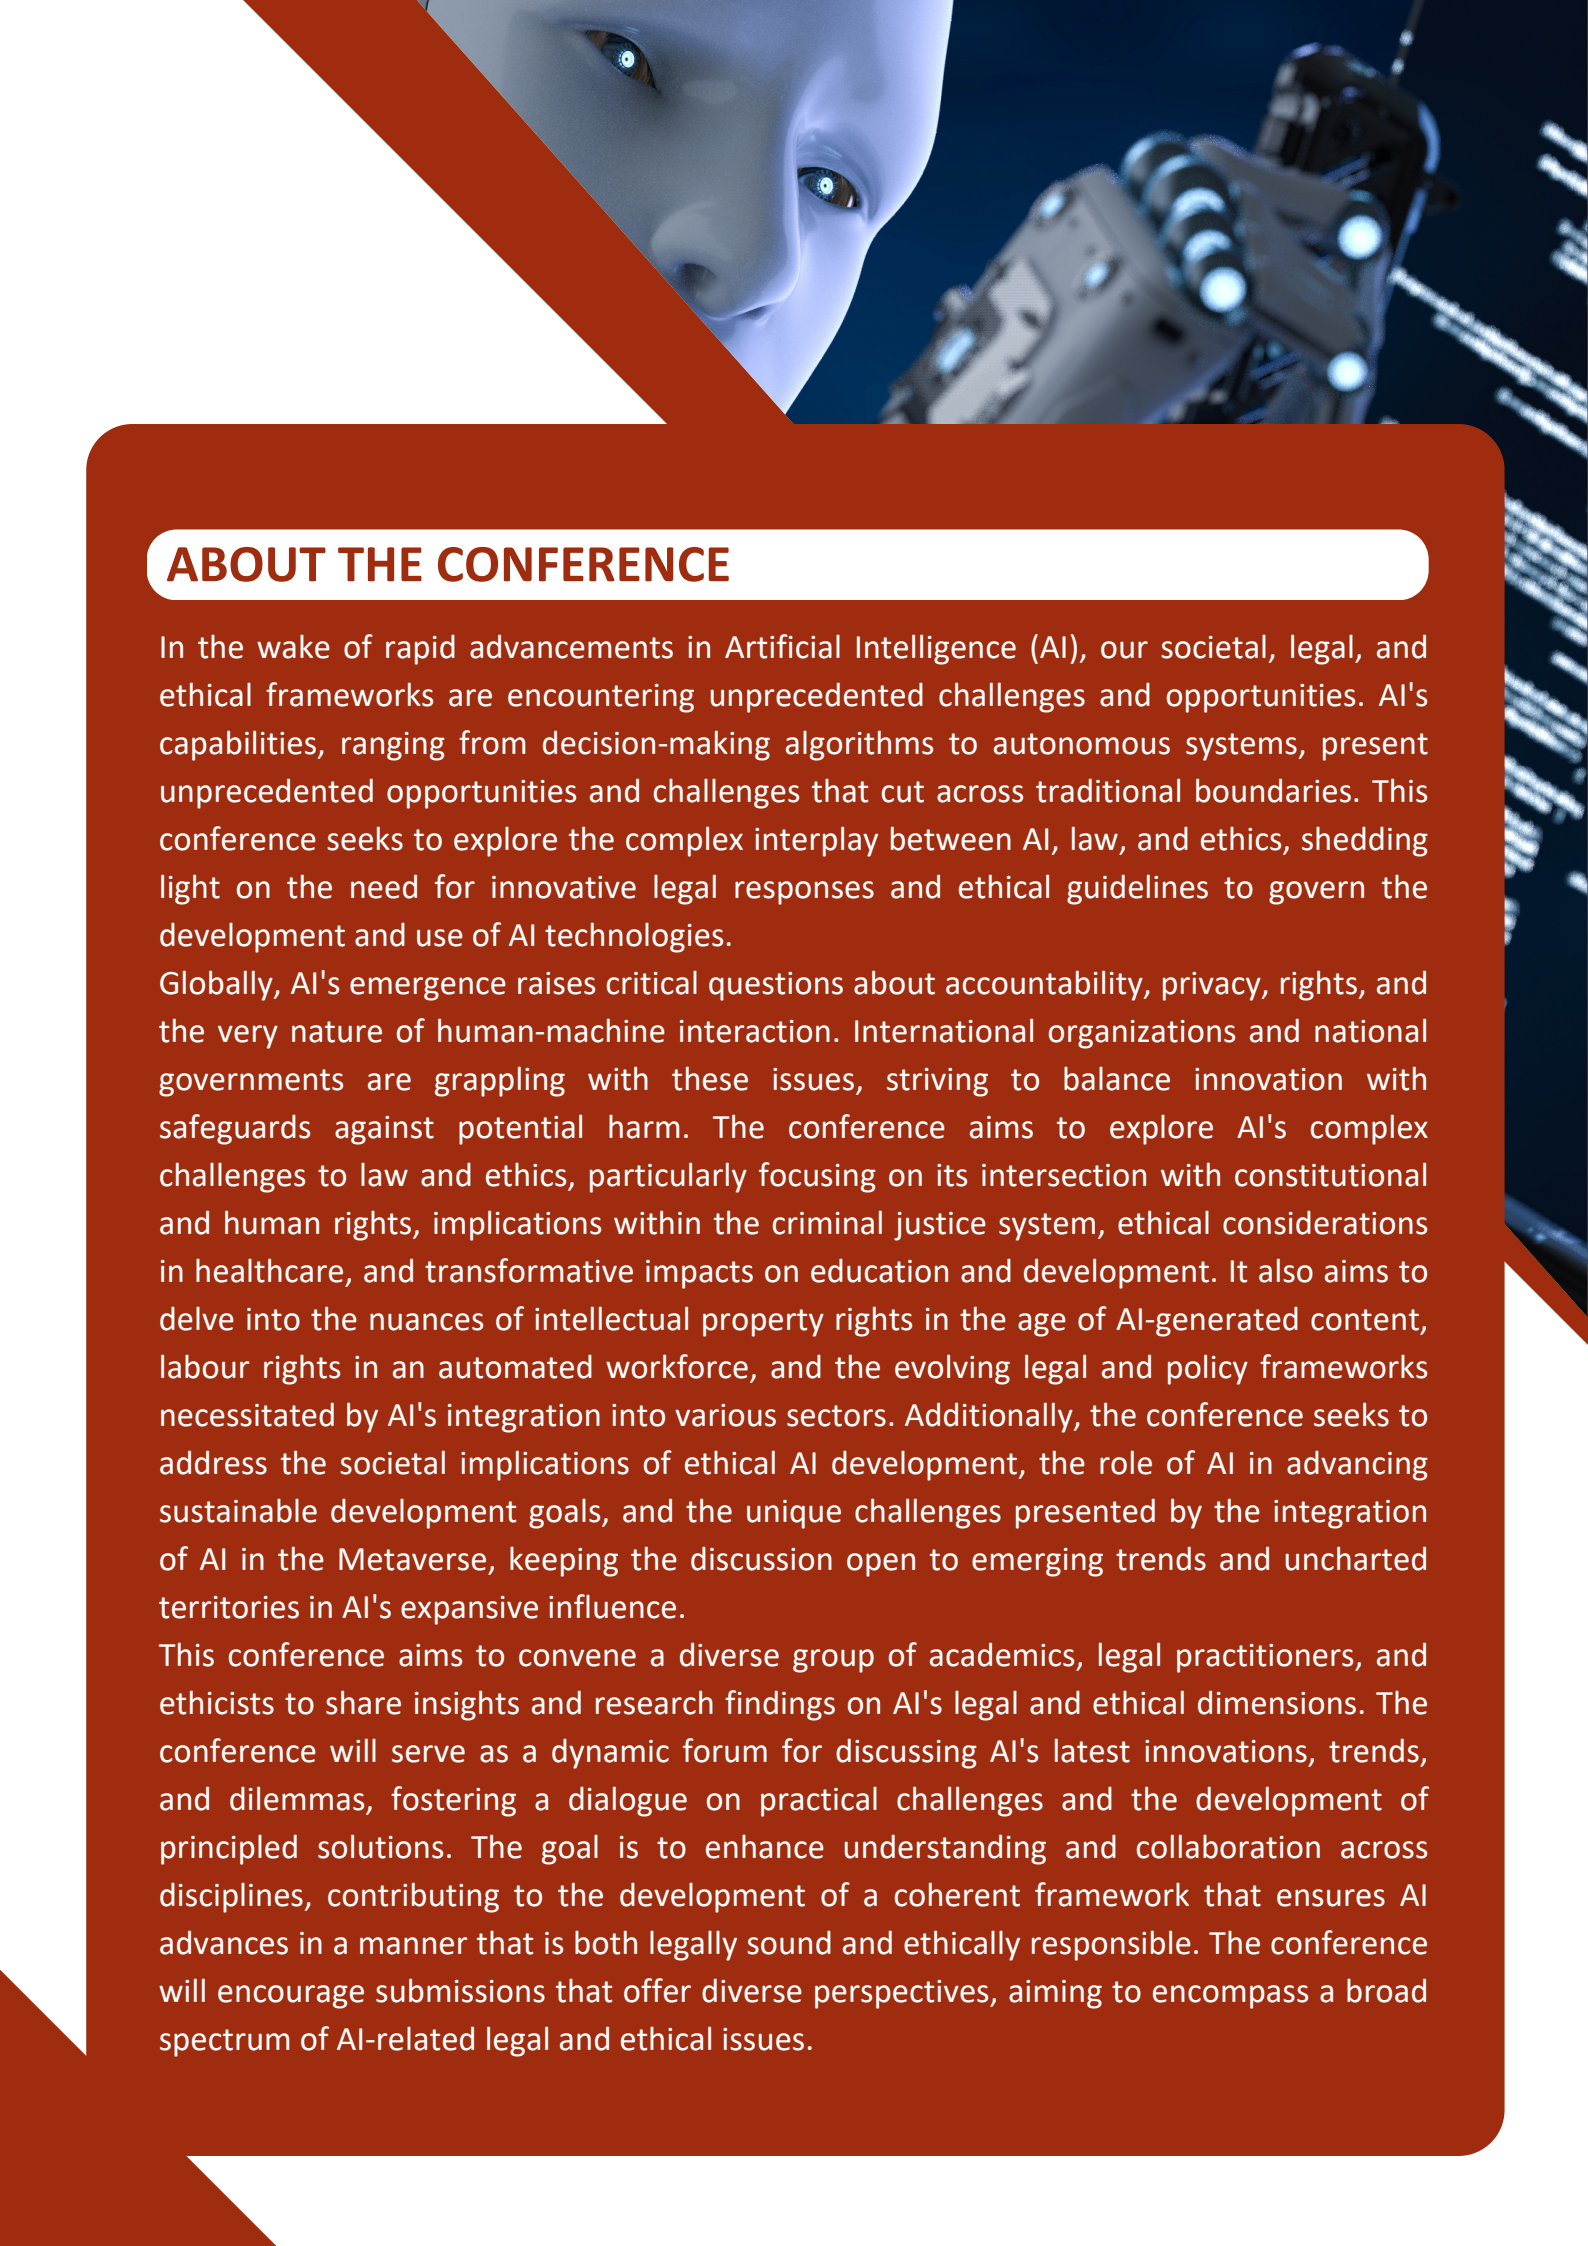 ABOUT THE CONFERENCE
In the wake of rapid advancements in Artificial Intelligence (AI), our societal, legal, and
ethical frameworks are encountering unprecedented challenges and opportunities. AI's
capabilities, ranging from decision-making algorithms to autonomous systems, present
unprecedented opportunities and challenges that cut across traditional boundaries. This
conference seeks to explore the complex interplay between AI, law, and ethics, shedding
light on the need for innovative legal responses and ethical guidelines to govern the
development and use of AI technologies.
Globally, AI's emergence raises critical questions about accountability, privacy, rights, and
the very nature of human-machine interaction. International organizations and national
governments are grappling with these issues, striving to balance innovation with
safeguards against potential harm. The conference aims to explore AI's complex
challenges to law and ethics, particularly focusing on its intersection with constitutional
and human rights, implications within the criminal justice system, ethical considerations
in healthcare, and transformative impacts on education and development. It also aims to
delve into the nuances of intellectual property rights in the age of AI-generated content,
labour rights in an automated workforce, and the evolving legal and policy frameworks
necessitated by AI's integration into various sectors. Additionally, the conference seeks to
address the societal implications of ethical AI development, the role of AI in advancing
sustainable development goals, and the unique challenges presented by the integration
of AI in the Metaverse, keeping the discussion open to emerging trends and uncharted
territories in AI's expansive influence.
This conference aims to convene a diverse group of academics, legal practitioners, and
ethicists to share insights and research findings on AI's legal and ethical dimensions. The
conference will serve as a dynamic forum for discussing AI's latest innovations, trends,
and dilemmas, fostering a dialogue on practical challenges and the development of
principled solutions. The goal is to enhance understanding and collaboration across
disciplines, contributing to the development of a coherent framework that ensures AI
advances in a manner that is both legally sound and ethically responsible. The conference
will encourage submissions that offer diverse perspectives, aiming to encompass a broad
spectrum of AI-related legal and ethical issues.